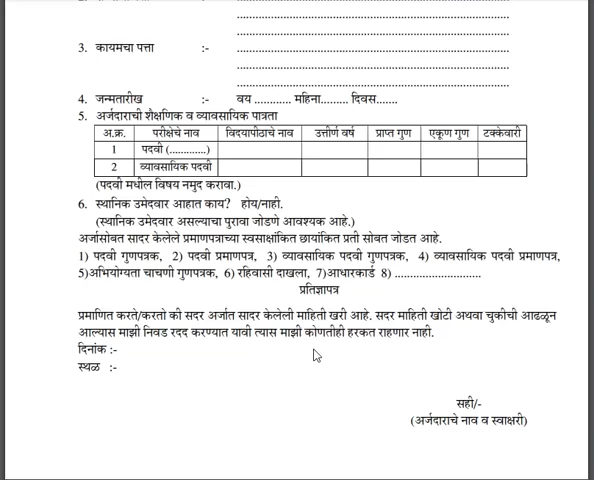 ........................................................................
........................................................................
3. कायमचा पत्ता :- ........................................................................
........................................................................
........................................................................
4. जन्मतारीख :- वय ............ महिना......... दिवस.......
5. अर्जदाराची शैक्षणिक व व्यावसायिक पात्रता
अ.क्र. परीक्षेचे नाव विदयापीठाचे नाव उत्तीर्ण वर्ष प्राप्त गुण एकूण गुण टक्केवारी
1 पदवी (.............)
2 व्यावसायिक पदवी
(पदवी मधील विषय नमुद करावा.)
6. स्थानिक उमेदवार आहात काय? होय/नाही.
(स्थानिक उमेदवार असल्याचा पुरावा जोडणे आवश्यक आहे.)
अर्जासोबत सादर केलेले प्रमाणपत्राच्या स्वसाक्षांकित छायांकित प्रती सोबत जोडत आहे.
1) पदवी गुणपत्रक, 2) पदवी प्रमाणपत्र, 3) व्यावसायिक पदवी गुणपत्रक, 4) व्यावसायिक पदवी प्रमाणपत्र,
5)अभियोग्यता चाचणी गुणपत्रक, 6) रहिवासी दाखला, 7)आधारकार्ड 8) ............................
प्रतिज्ञापत्र
प्रमाणित करते/करतो की सदर अर्जात सादर केलेली माहिती खरी आहे. सदर माहिती खोटी अथवा चुकीची आढळून
आल्यास माझी निवड रदद करण्यात यावी त्यास माझी कोणतीही हरकत राहणार नाही.
दिनांक :-
स्थळ :-
सही/-
(अर्जदाराचे नाव व स्वाक्षरी)